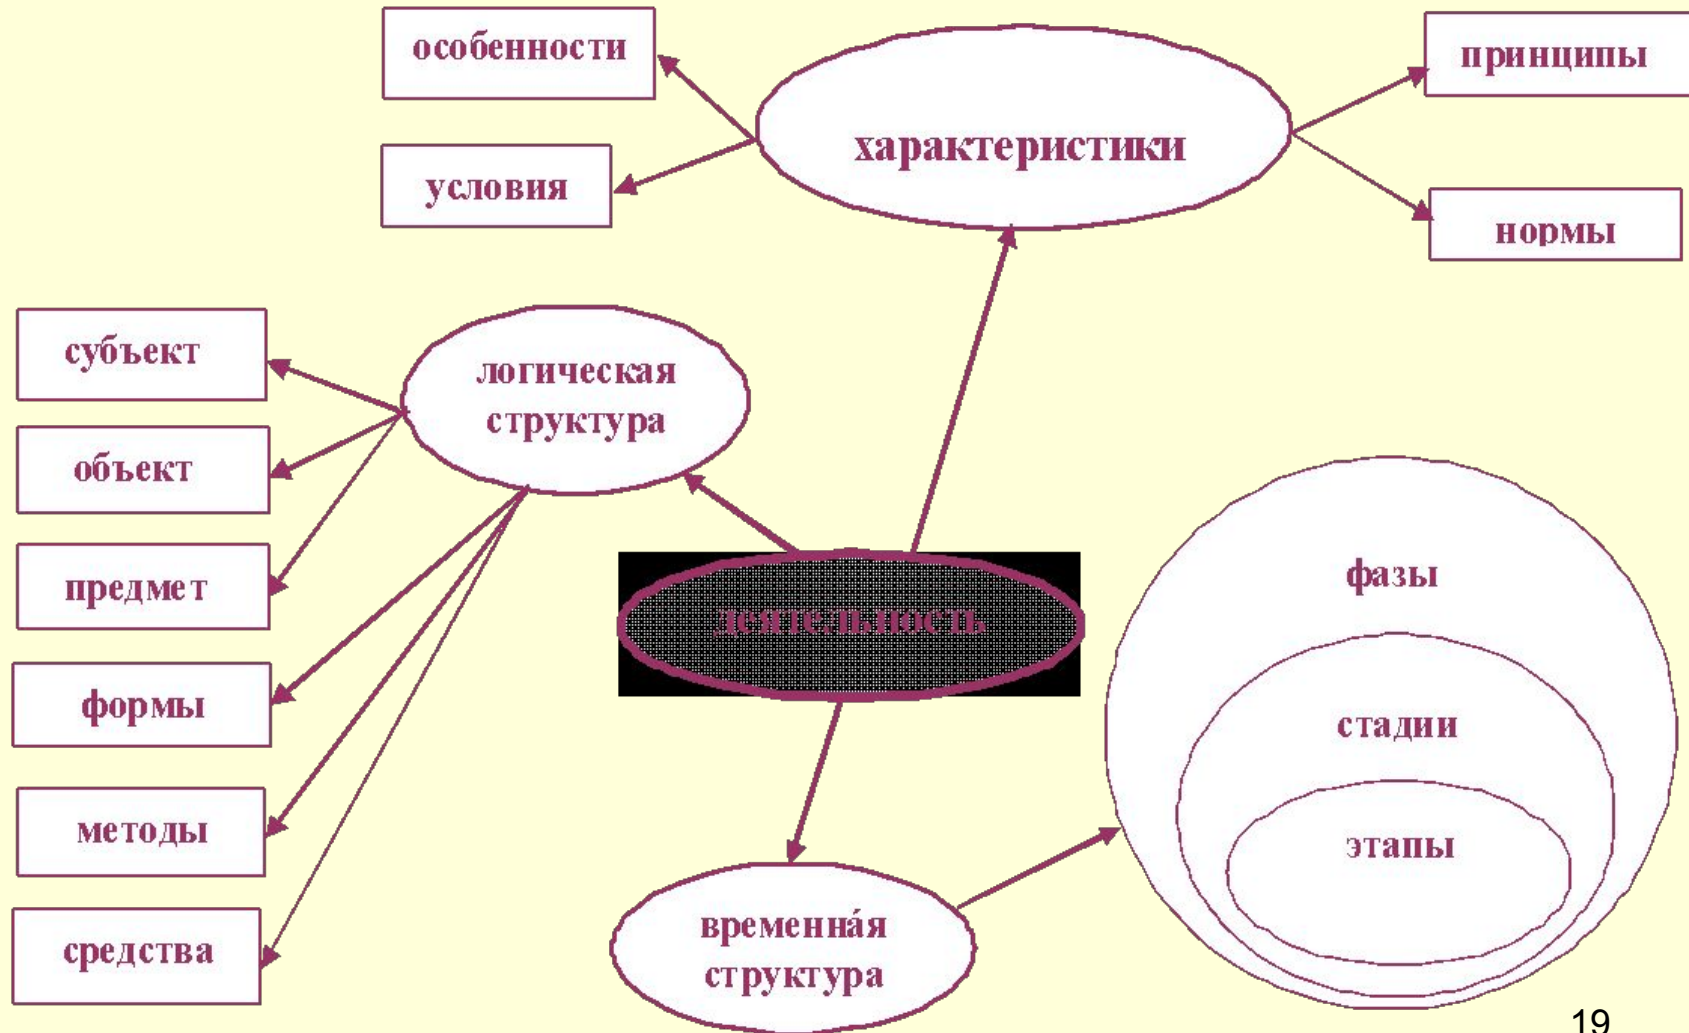 особенности
характеристики
принципы
условия
нормы
субъект
логическая
структура
объект
предмет
деятельность
фазы
формы
стадии
методы
этапы
средства
временнáя
структура
19